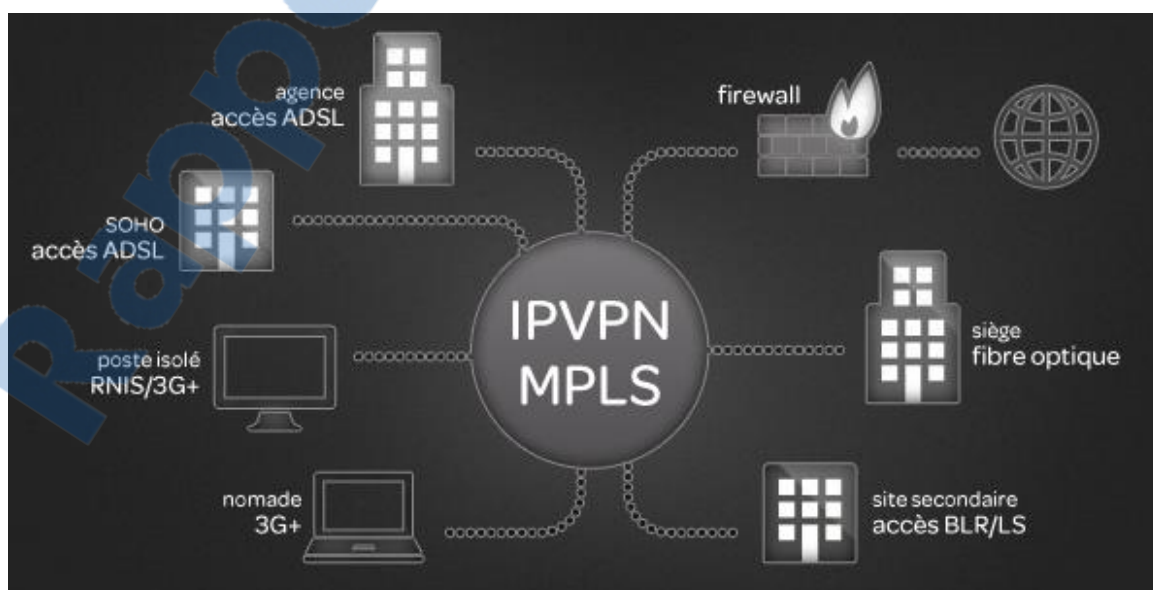 agence
accès ADSL
firewall
SOHO
accès ADSL
IPVPN
MPLS
siège
fibre optique
poste isolé
RNIS/3G+
nomade
3G+
site secondaire
accès BLR/LS
Rappo